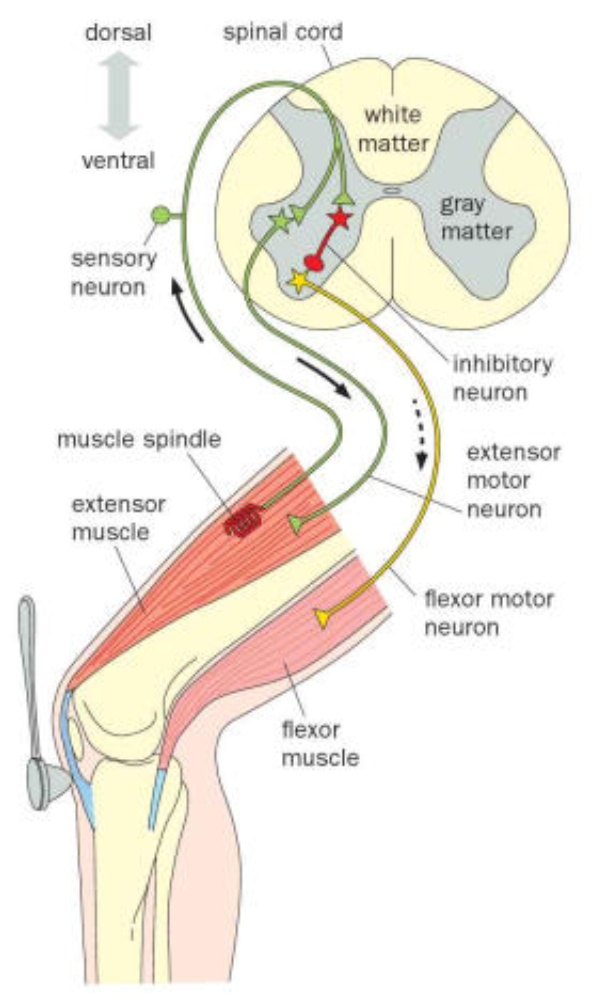 dorsal
spinal cord
white
matter
ventral
gray
matter
sensory
neuron
inhibitory
neuron
muscle spindle
extensor
motor
neuron
extensor
muscle
flexor motor
neuron
flexor
muscle